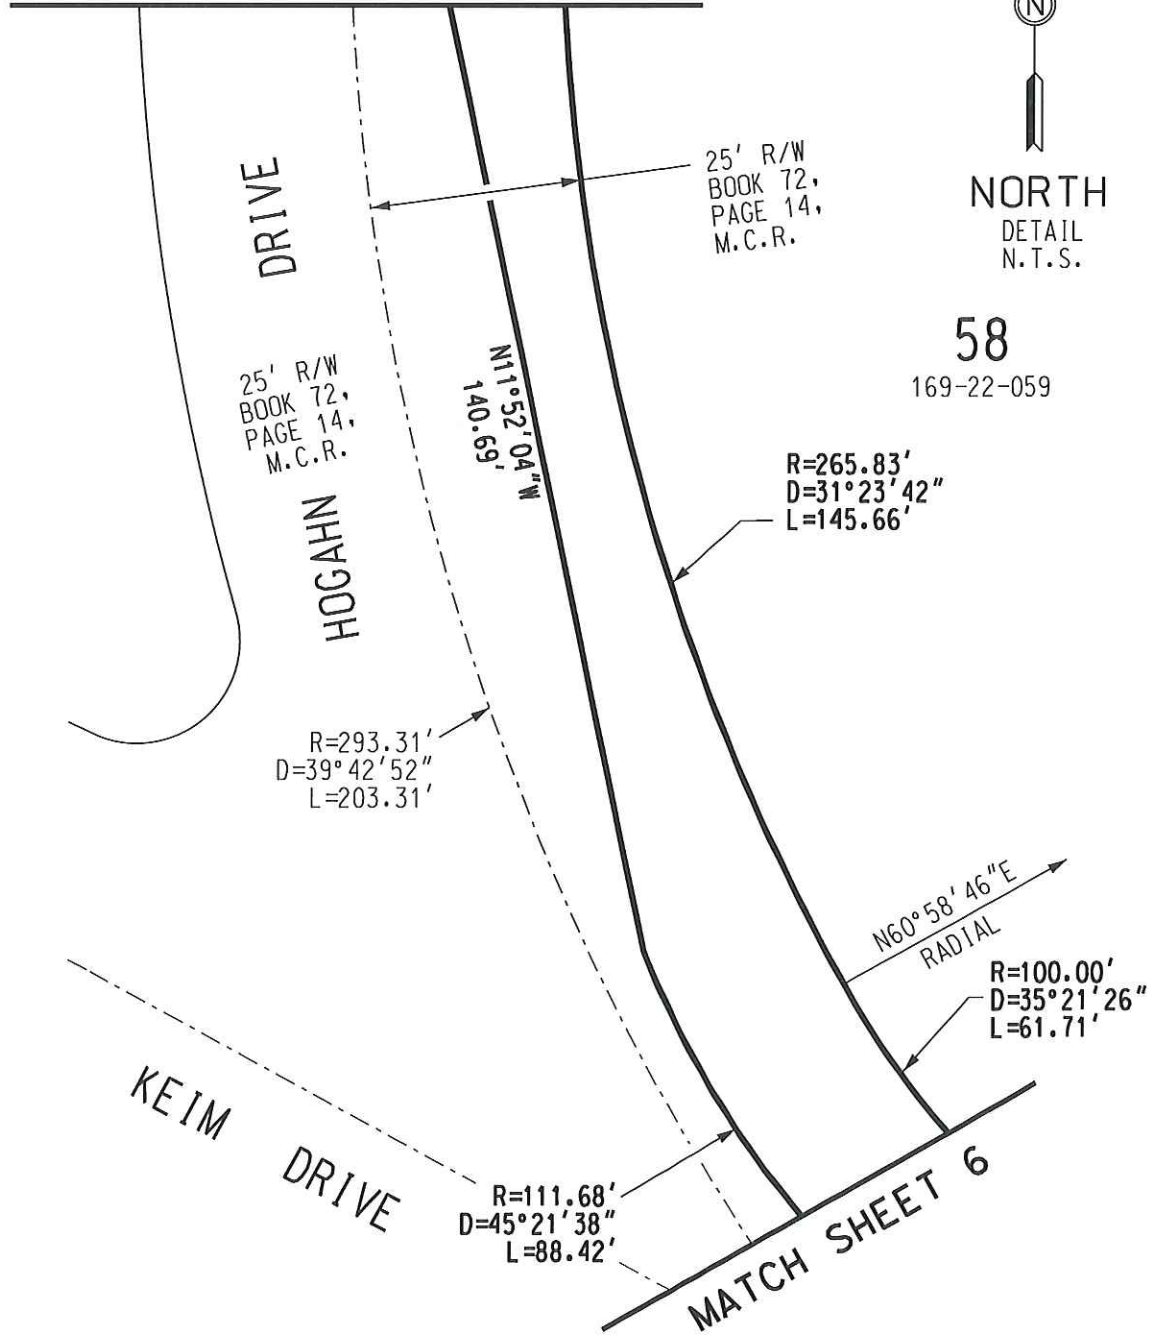 N
25' R/W
BOOK 72,
PAGE 14,
M.C.R.
NORTH
DETAIL
N.T.S.
58
169-22-059
HOGAHN DRIVE
25' R/W
BOOK 72,
PAGE 14,
M.C.R.
N11°52'04"W
140.69'
R=265.83'
D=31°23'42"
L=145.66'
R=293.31'
D=39°42'52"
L=203.31'
N60°58'46"E
RADIAL
R=100.00'
D=35°21'26"
L=61.71'
KEIM DRIVE
R=111.68'
D=45°21'38"
L=88.42'
MATCH SHEET 6